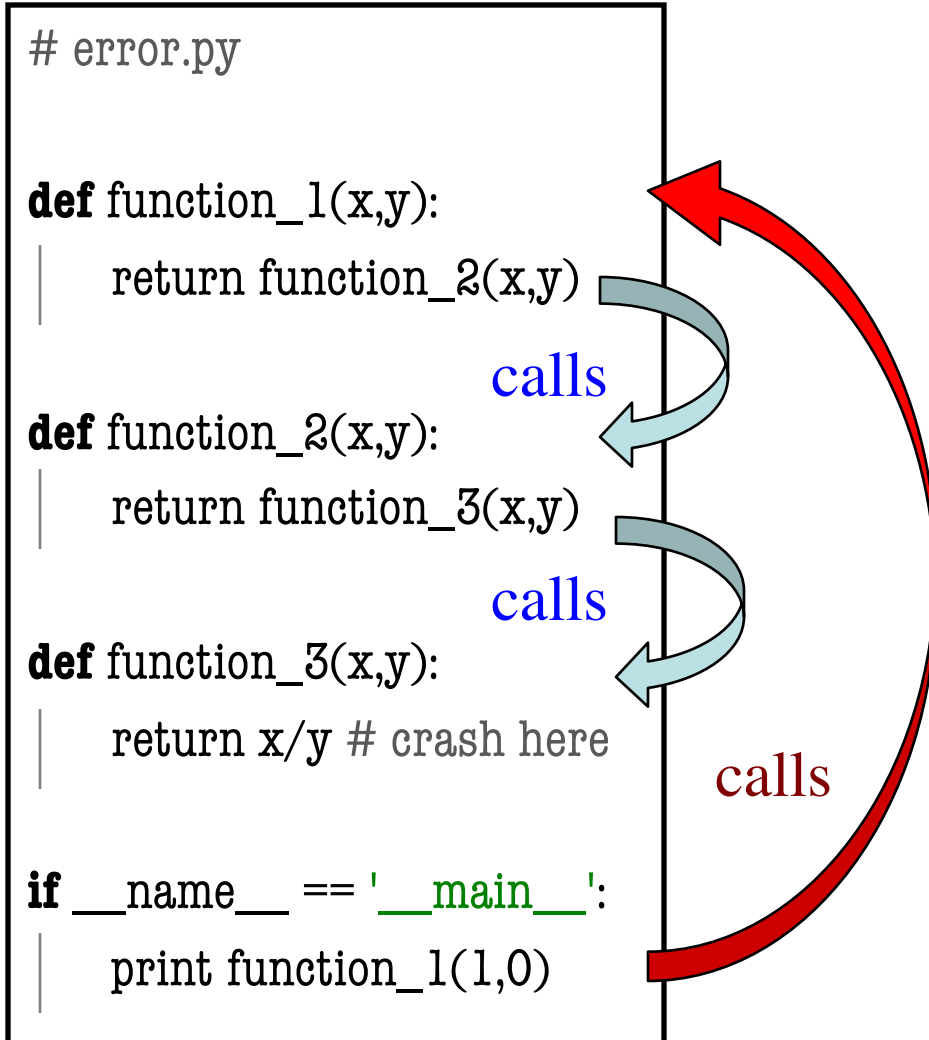 # error.py
def function_1(x,y):
return function_2(x,y)
calls
def function_2(x,y):
return function_3(x,y)
calls
def function_3(x,y):
return x/y # crash here
calls
if __name__ == '__main__':
print function_1(1,0)